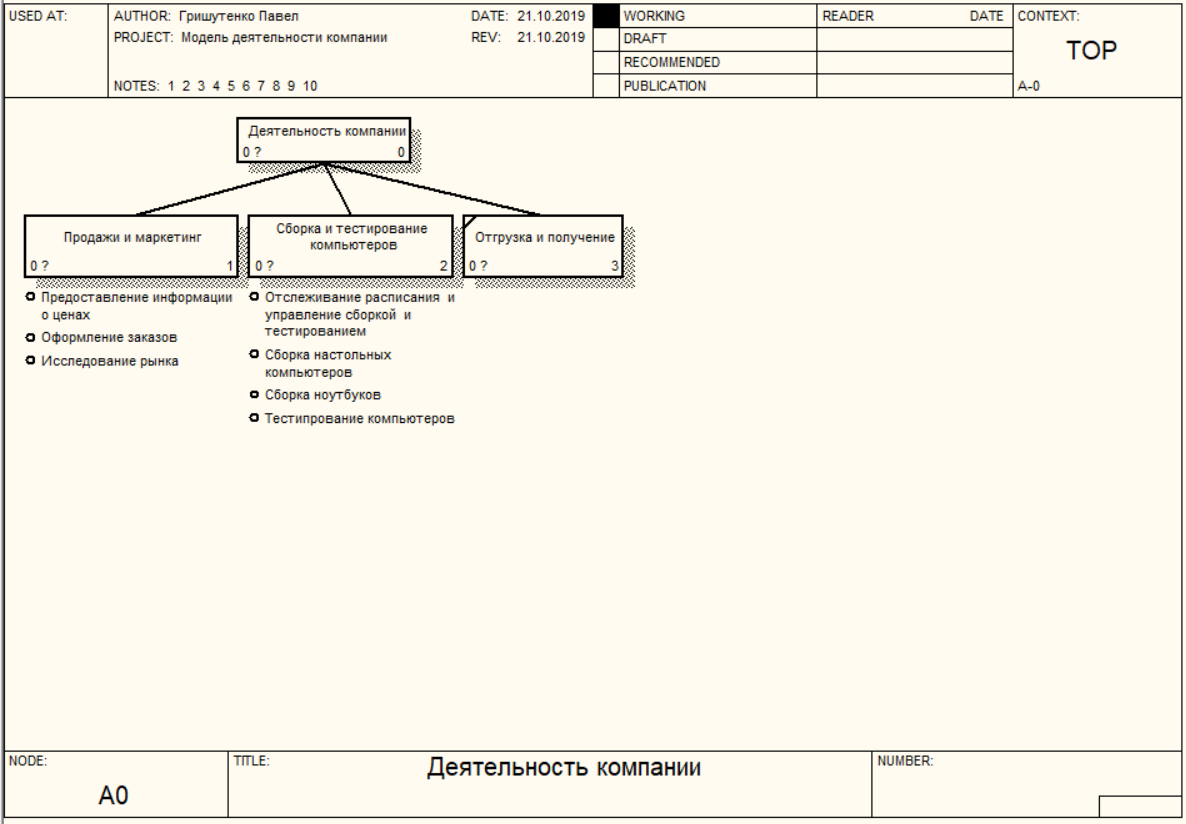 USED AT:
AUTHOR: Гришутенко Павел
DATE: 21.10.2019
PROJECT: Модель деятельности компании
REV: 21.10.2019
NOTES: 1 2 3 4 5 6 7 8 9 10
WORKING
DRAFT
RECOMMENDED
PUBLICATION
READER
DATE
CONTEXT:
TOP
A-0
Деятельность компании
0 ?
0
Продажи и маркетинг
0 ?
1
Сборка и тестирование
компьютеров
0 ?
2
Отгрузка и получение
0 ?
3
Предоставление информации
о ценах
Оформление заказов
Исследование рынка
Отслеживание расписания и
управление сборкой и
тестированием
Сборка настольных
компьютеров
Сборка ноутбуков
Тестипрование компьютеров
NODE:
A0
TITLE:
Деятельность компании
NUMBER: